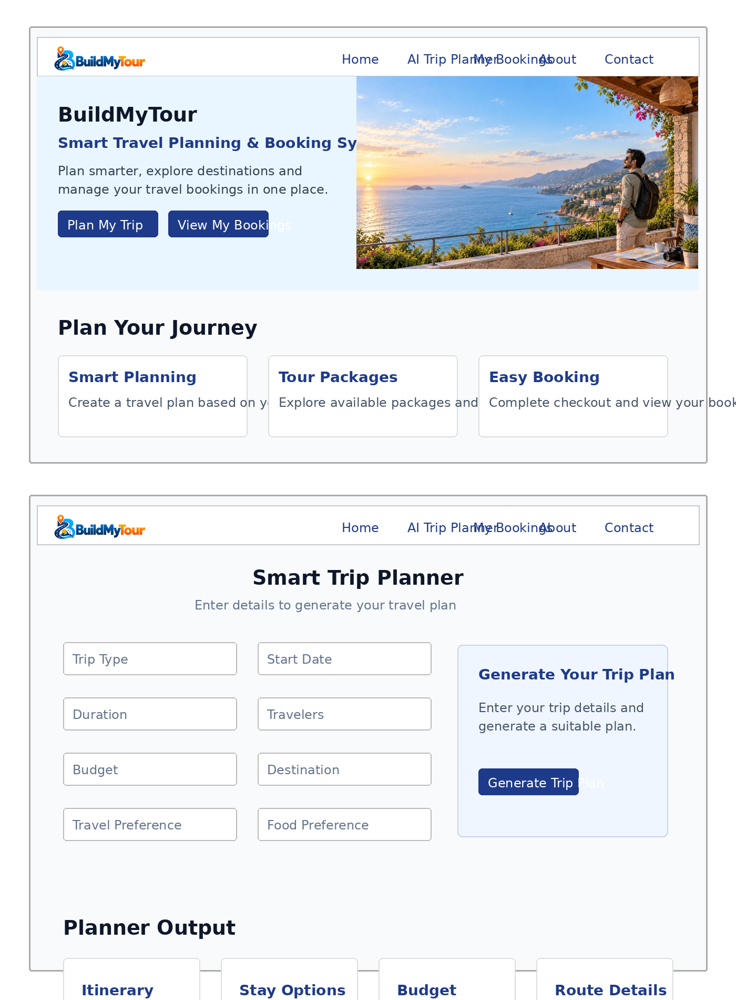 BuildMyTour
Home AI Trip Planner My Bookings About Contact
BuildMyTour
Smart Travel Planning & Booking Sy
Plan smarter, explore destinations and
manage your travel bookings in one place.
Plan My Trip View My Bookings
Plan Your Journey
Smart Planning Tour Packages Easy Booking
Create a travel plan based on yo Explore available packages and Complete checkout and view your book
BuildMyTour
Home AI Trip Planner My Bookings About Contact
Smart Trip Planner
Enter details to generate your travel plan
Trip Type Start Date
Generate Your Trip Plan
Enter your trip details and
Duration Travelers
generate a suitable plan.
Budget Destination
Generate Trip Plan
Travel Preference Food Preference
Planner Output
Itinerary Stay Options Budget Route Details